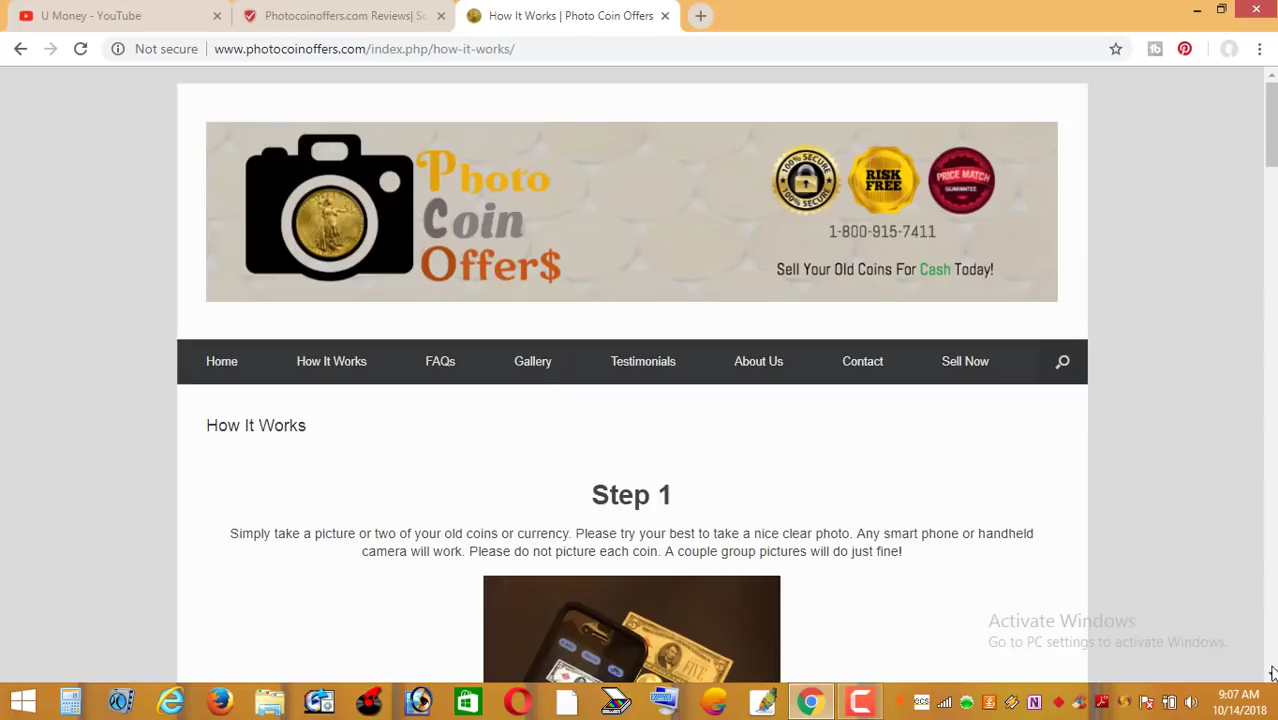 U Money - YouTube
Photocoinoffers.com Reviews| Sc
How It Works | Photo Coin Offers
Not secure
www.photocoinoffers.com/index.php/how-it-works/
Photo
Coin
Offer$
100% SECURE
100% SECURE
RISK
FREE
PRICE MATCH
GUARANTEE
1-800-915-7411
Sell Your Old Coins For Cash Today!
Home
How It Works
FAQs
Gallery
Testimonials
About Us
Contact
Sell Now
How It Works
Step 1
Simply take a picture or two of your old coins or currency. Please try your best to take a nice clear photo. Any smart phone or handheld
camera will work. Please do not picture each coin. A couple group pictures will do just fine!
FIVE
Activate Windows
Go to PC settings to activate Windows.
9:07 AM
10/14/2018